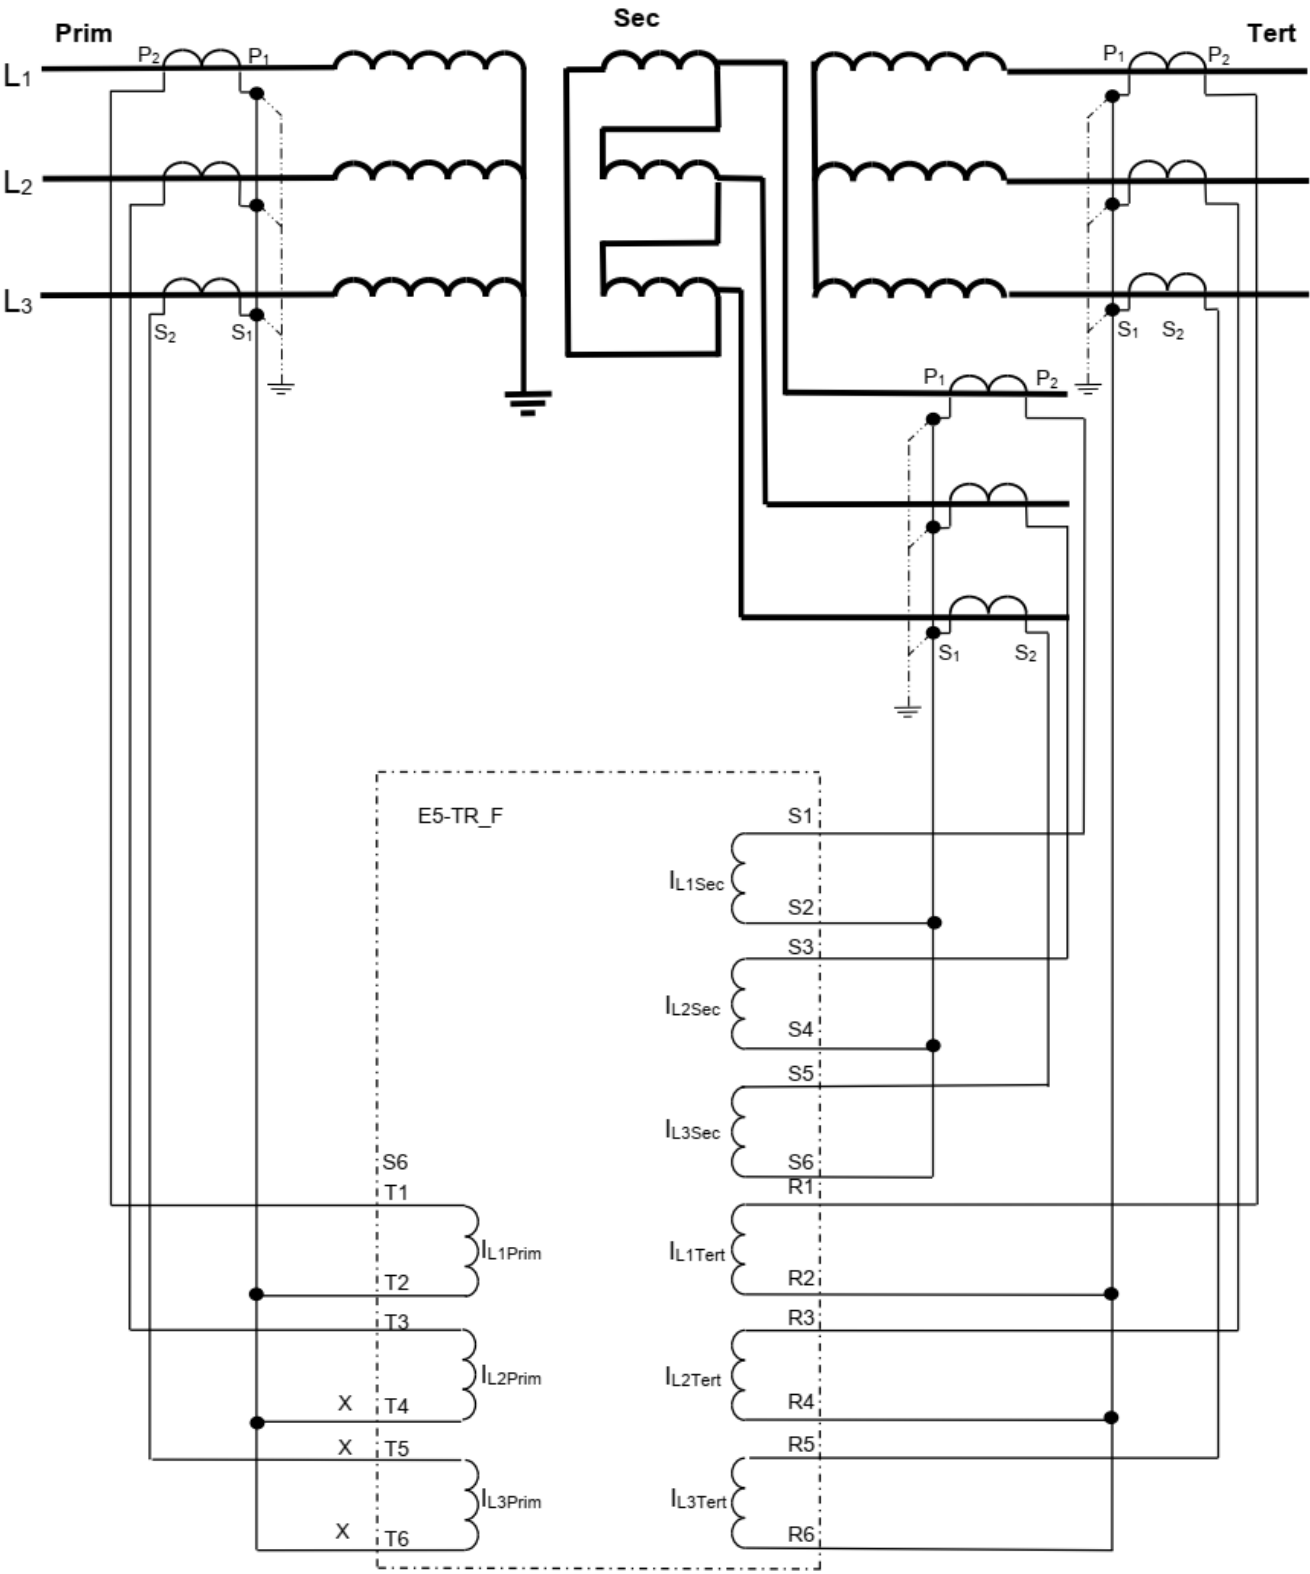 Sec
Prim
Tert
P2
P1
P1
P2
L1
L2
L3
S2
S1
S1
S2
P1
P2
S1
S2
E5-TR_F
S1
IL1Sec
S2
S3
IL2Sec
S4
S5
IL3Sec
S6
S6
T1
R1
IL1Prim
IL1Tert
T2
R2
T3
R3
IL2Prim
IL2Tert
X
T4
R4
X
T5
R5
IL3Prim
IL3Tert
X
T6
R6